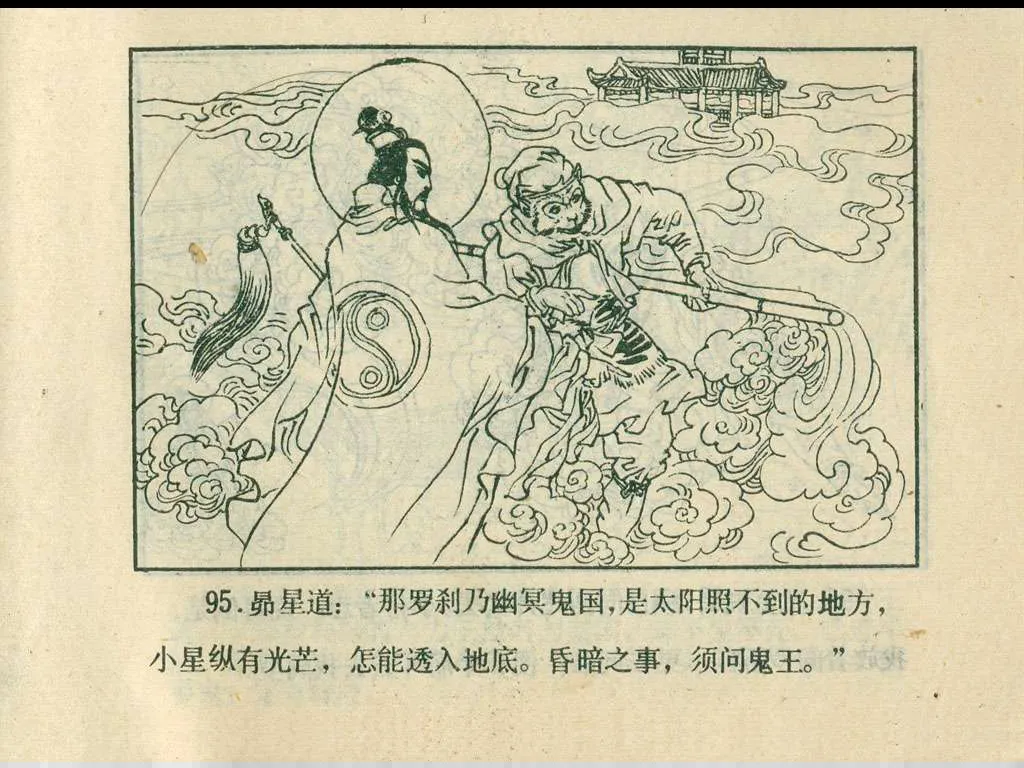 95.昴星道：“那罗刹乃幽冥鬼国，是太阳照不到的地方，
小星纵有光芒，怎能透入地底。昏暗之事，须问鬼王。”